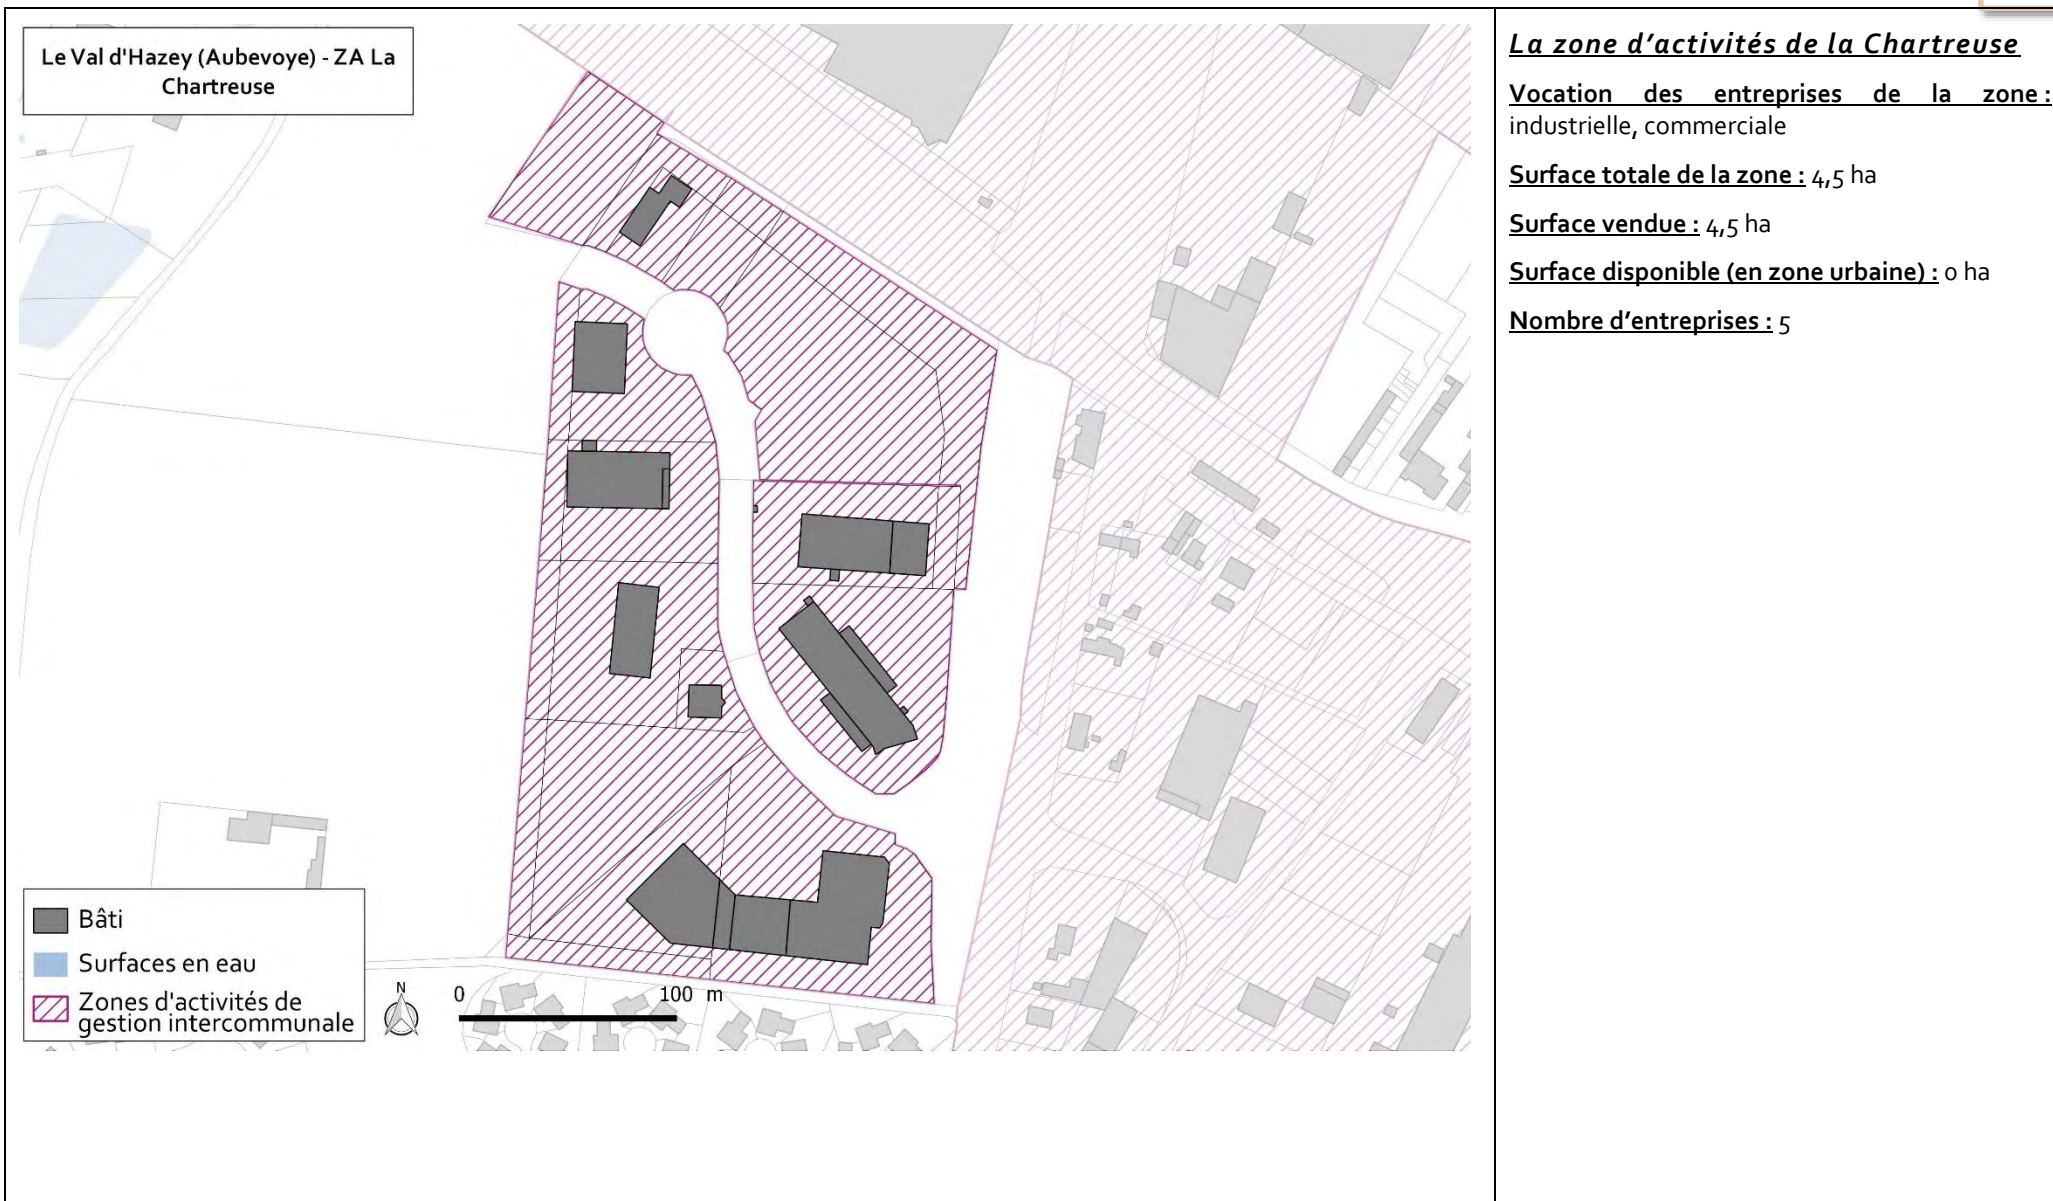 Le Val d'Hazey (Aubevoye) - ZA La
Chartreuse
Bâti
Surfaces en eau
Zones d'activités de
gestion intercommunale
N
0 100 m
La zone d’activités de la Chartreuse
Vocation des entreprises de la zone :
industrielle, commerciale
Surface totale de la zone : 4,5 ha
Surface vendue : 4,5 ha
Surface disponible (en zone urbaine) : 0 ha
Nombre d’entreprises : 5